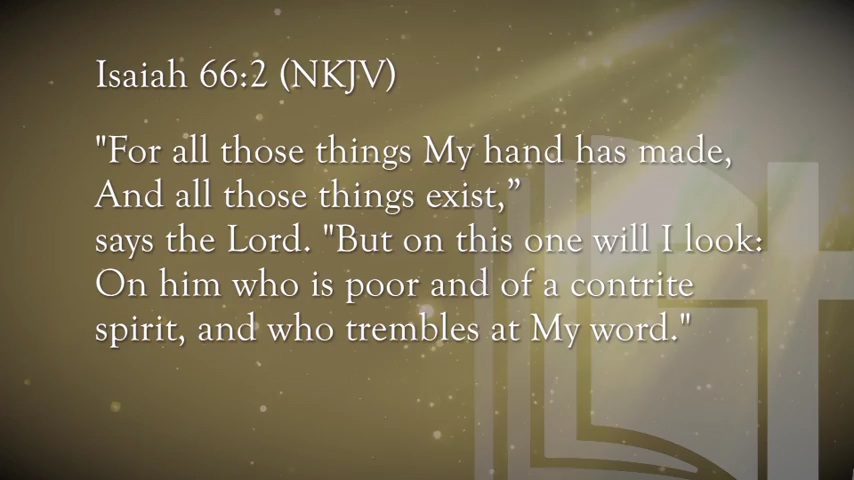 Isaiah 66:2 (NKJV)
"For all those things My hand has made,
And all those things exist,”
says the Lord. "But on this one will I look:
On him who is poor and of a contrite
spirit, and who trembles at My word."